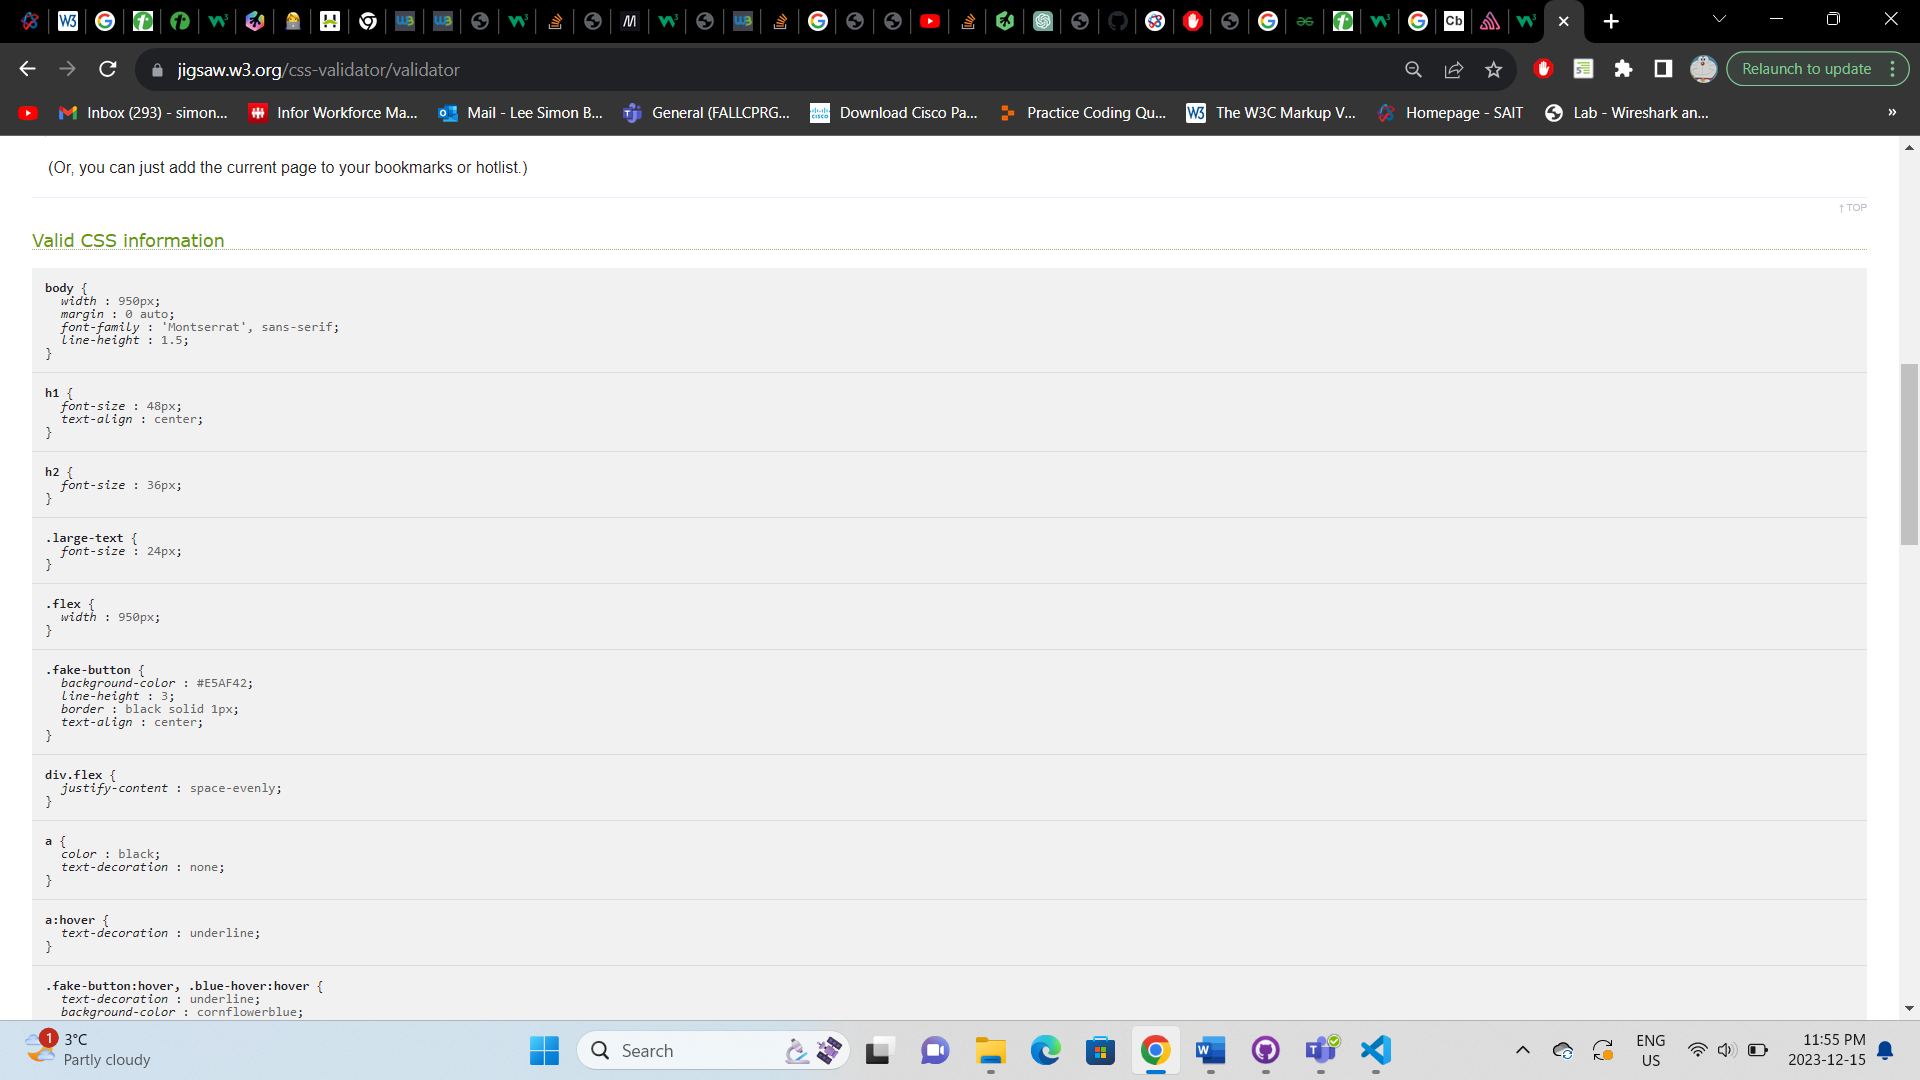 jigsaw.w3.org/css-validator/validator
Relaunch to update
Inbox (293) - simon...
Infor Workforce Ma...
Mail - Lee Simon B...
General (FALLCPRG...
Download Cisco Pa...
Practice Coding Qu...
The W3C Markup V...
Homepage - SAIT
Lab - Wireshark an...
»
(Or, you can just add the current page to your bookmarks or hotlist.)
↑ TOP
Valid CSS information
body {
width : 950px;
margin : 0 auto;
font-family : 'Montserrat', sans-serif;
line-height : 1.5;
}
h1 {
font-size : 48px;
text-align : center;
}
h2 {
font-size : 36px;
}
.large-text {
font-size : 24px;
}
.flex {
width : 950px;
}
.fake-button {
background-color : #E5AF42;
line-height : 3;
border : black solid 1px;
text-align : center;
}
div.flex {
justify-content : space-evenly;
}
a {
color : black;
text-decoration : none;
}
a:hover {
text-decoration : underline;
}
.fake-button:hover, .blue-hover:hover {
text-decoration : underline;
background-color : cornflowerblue;
1
3°C
Partly cloudy
Search
ENG
US
11:55 PM
2023-12-15